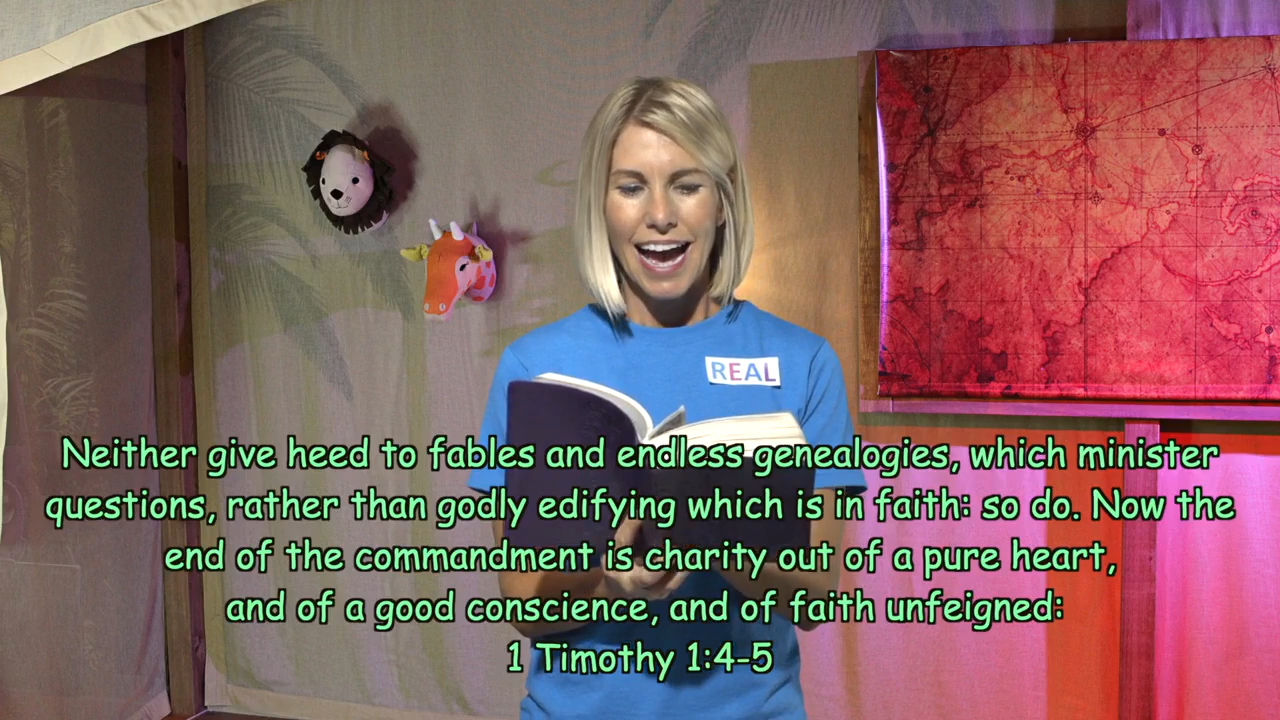 REAL
Neither give heed to fables and endless genealogies, which minister
questions, rather than godly edifying which is in faith: so do. Now the
end of the commandment is charity out of a pure heart,
and of a good conscience, and of faith unfeigned:
1 Timothy 1:4-5